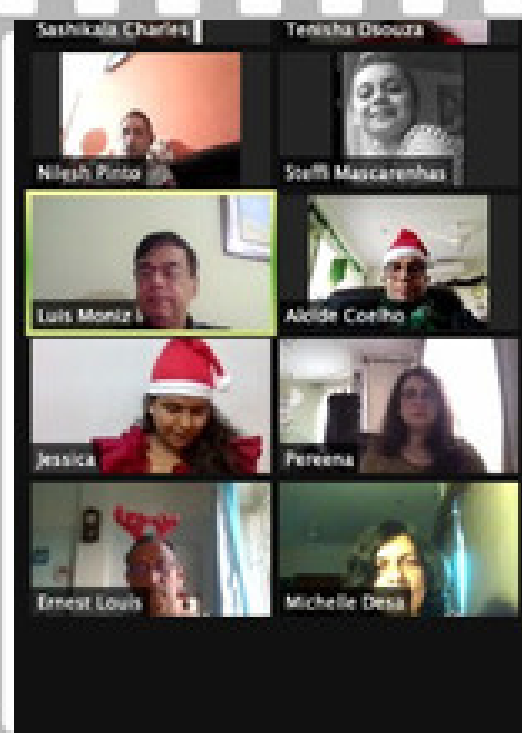 Sashikala Charles
Tenisha Dsouza
Nilesh Pinto
Steffi Mascarenhas
Luis Moniz
Alcide Coelho
Jessica
Pereena
Ernest Louis
Michelle Desa